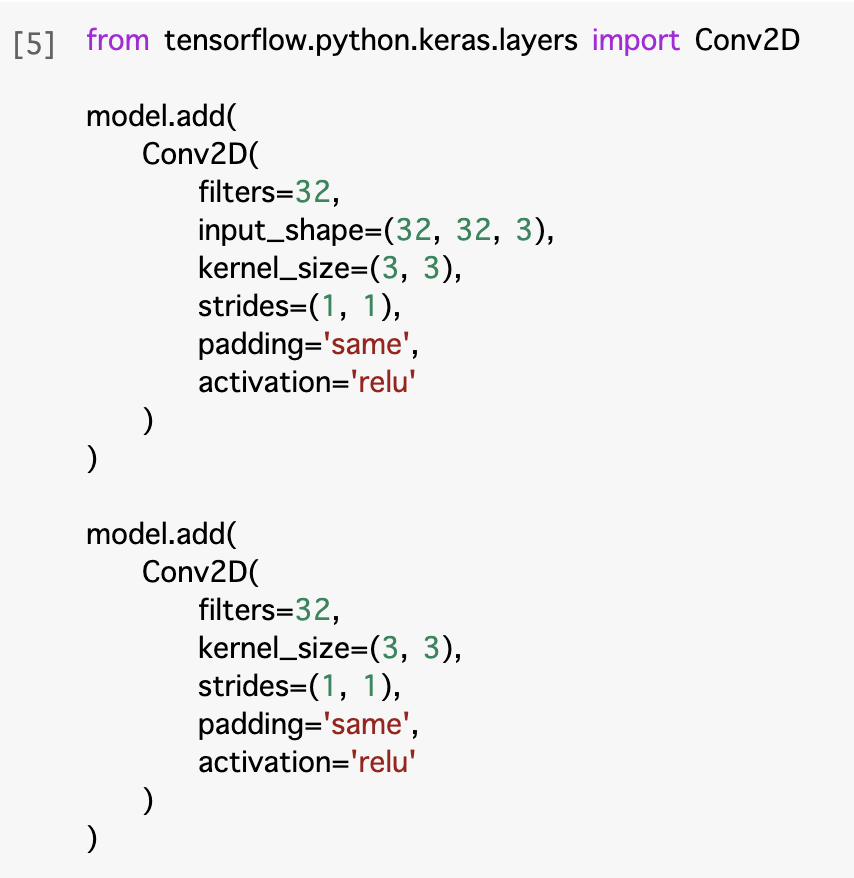 [5] from tensorflow.python.keras.layers import Conv2D

model.add(
    Conv2D(
        filters=32,
        input_shape=(32, 32, 3),
        kernel_size=(3, 3),
        strides=(1, 1),
        padding='same',
        activation='relu'
    )
)

model.add(
    Conv2D(
        filters=32,
        kernel_size=(3, 3),
        strides=(1, 1),
        padding='same',
        activation='relu'
    )
)